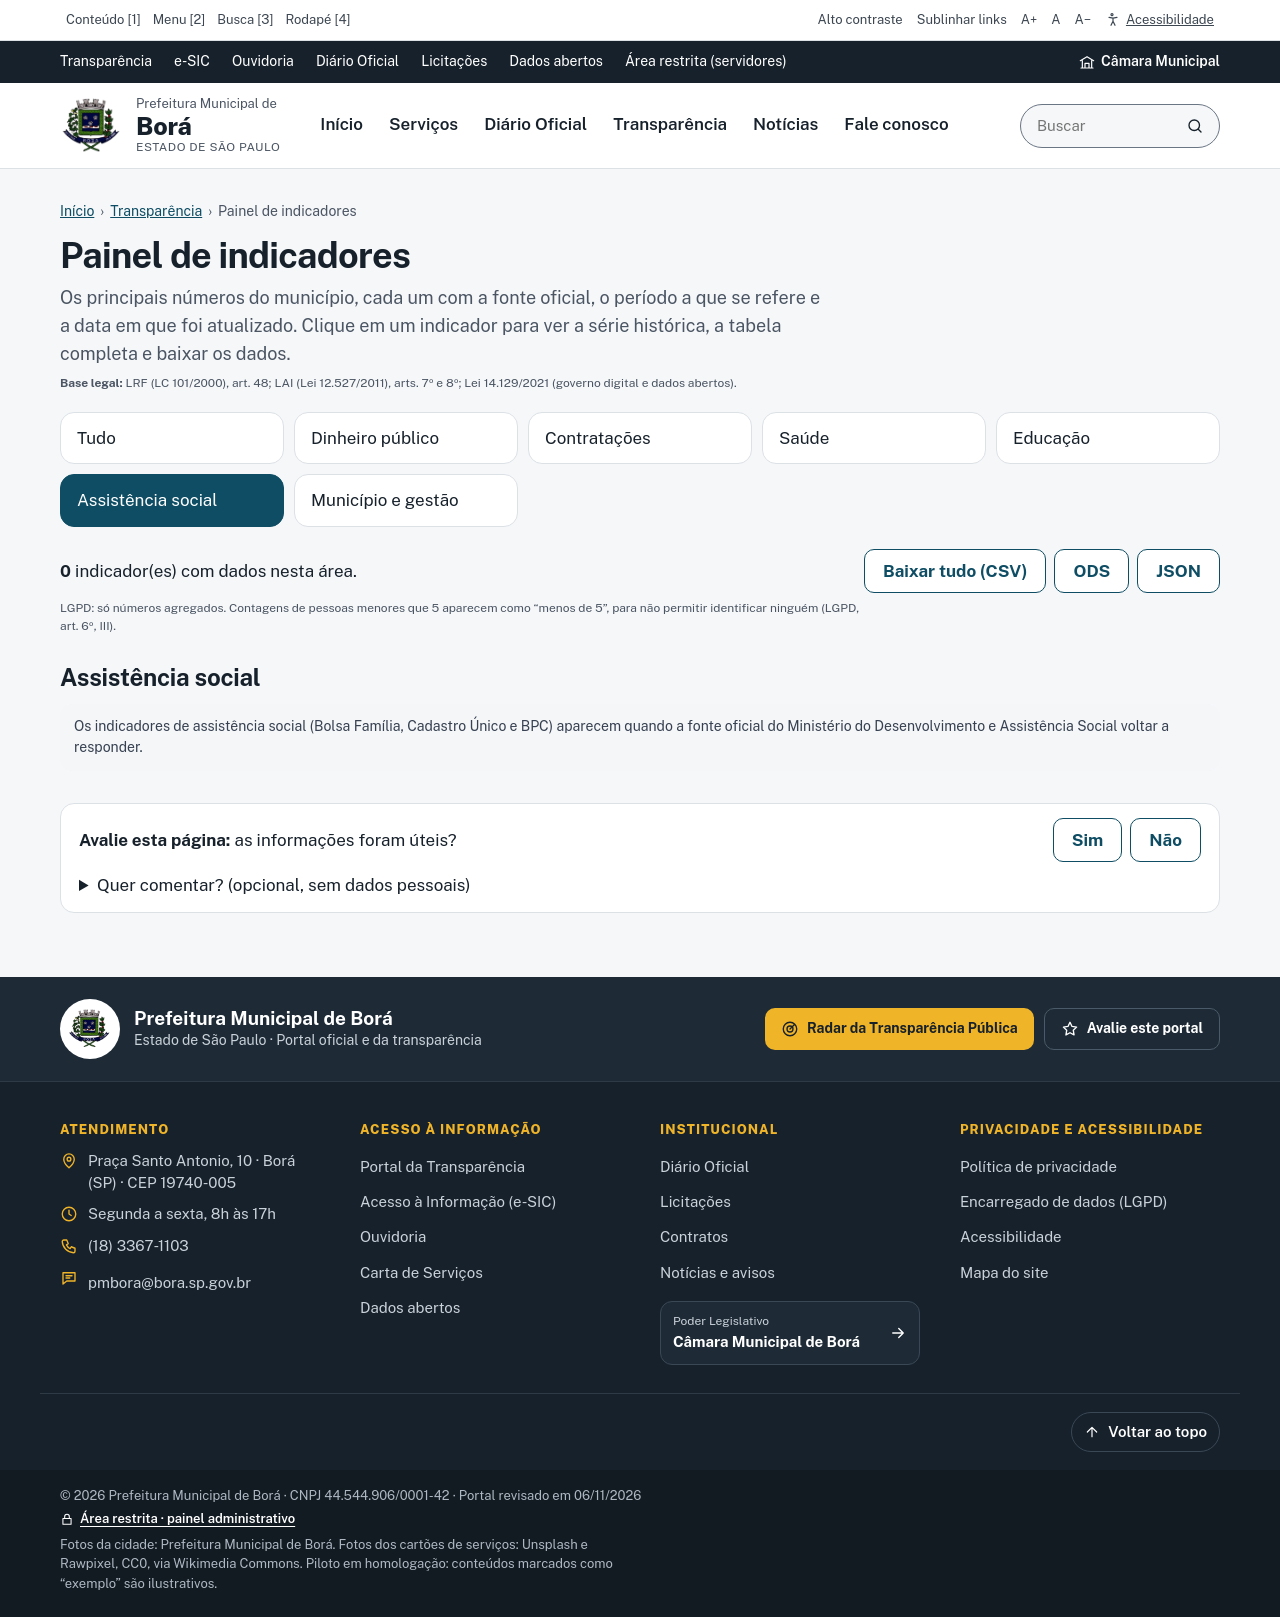 Conteúdo [1] Menu [2] Busca [3] Rodapé [4] Alto contraste Sublinhar links A+ A A− Acessibilidade
Transparência e-SIC Ouvidoria Diário Oficial Licitações Dados abertos Área restrita (servidores) Câmara Municipal
Prefeitura Municipal de
Borá
ESTADO DE SÃO PAULO
Início Serviços Diário Oficial Transparência Notícias Fale conosco Buscar
Início › Transparência › Painel de indicadores
Painel de indicadores
Os principais números do município, cada um com a fonte oficial, o período a que se refere e
a data em que foi atualizado. Clique em um indicador para ver a série histórica, a tabela
completa e baixar os dados.
Base legal: LRF (LC 101/2000), art. 48; LAI (Lei 12.527/2011), arts. 7º e 8º; Lei 14.129/2021 (governo digital e dados abertos).
Tudo Dinheiro público Contratações Saúde Educação
Assistência social Município e gestão
0 indicador(es) com dados nesta área. Baixar tudo (CSV) ODS JSON
LGPD: só números agregados. Contagens de pessoas menores que 5 aparecem como “menos de 5”, para não permitir identificar ninguém (LGPD,
art. 6º, III).
Assistência social
Os indicadores de assistência social (Bolsa Família, Cadastro Único e BPC) aparecem quando a fonte oficial do Ministério do Desenvolvimento e Assistência Social voltar a
responder.
Avalie esta página: as informações foram úteis? Sim Não
Quer comentar? (opcional, sem dados pessoais)
Prefeitura Municipal de Borá
Estado de São Paulo · Portal oficial e da transparência
Radar da Transparência Pública Avalie este portal
ATENDIMENTO
Praça Santo Antonio, 10 · Borá
(SP) · CEP 19740-005
Segunda a sexta, 8h às 17h
(18) 3367-1103
pmbora@bora.sp.gov.br
ACESSO À INFORMAÇÃO
Portal da Transparência
Acesso à Informação (e-SIC)
Ouvidoria
Carta de Serviços
Dados abertos
INSTITUCIONAL
Diário Oficial
Licitações
Contratos
Notícias e avisos
Poder Legislativo
Câmara Municipal de Borá
PRIVACIDADE E ACESSIBILIDADE
Política de privacidade
Encarregado de dados (LGPD)
Acessibilidade
Mapa do site
Voltar ao topo
© 2026 Prefeitura Municipal de Borá · CNPJ 44.544.906/0001-42 · Portal revisado em 06/11/2026
Área restrita · painel administrativo
Fotos da cidade: Prefeitura Municipal de Borá. Fotos dos cartões de serviços: Unsplash e
Rawpixel, CC0, via Wikimedia Commons. Piloto em homologação: conteúdos marcados como
“exemplo” são ilustrativos.